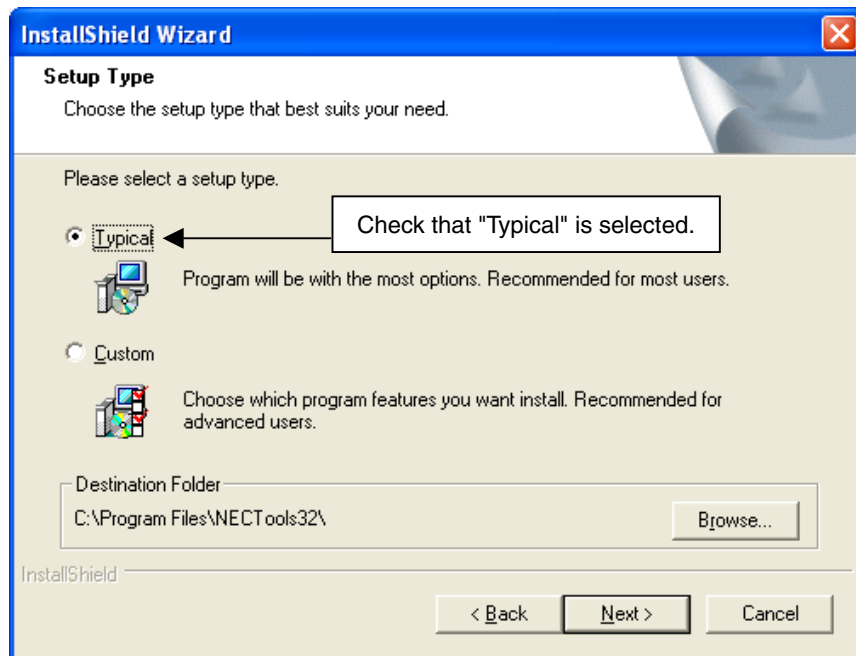 InstallShield Wizard
Setup Type
Choose the setup type that best suits your need.
Please select a setup type.
Typical
Check that "Typical" is selected.
Program will be with the most options. Recommended for most users.
Custom
Choose which program features you want install. Recommended for
advanced users.
Destination Folder
C:\Program Files\NECTools32\
Browse...
InstallShield
< Back
Next >
Cancel